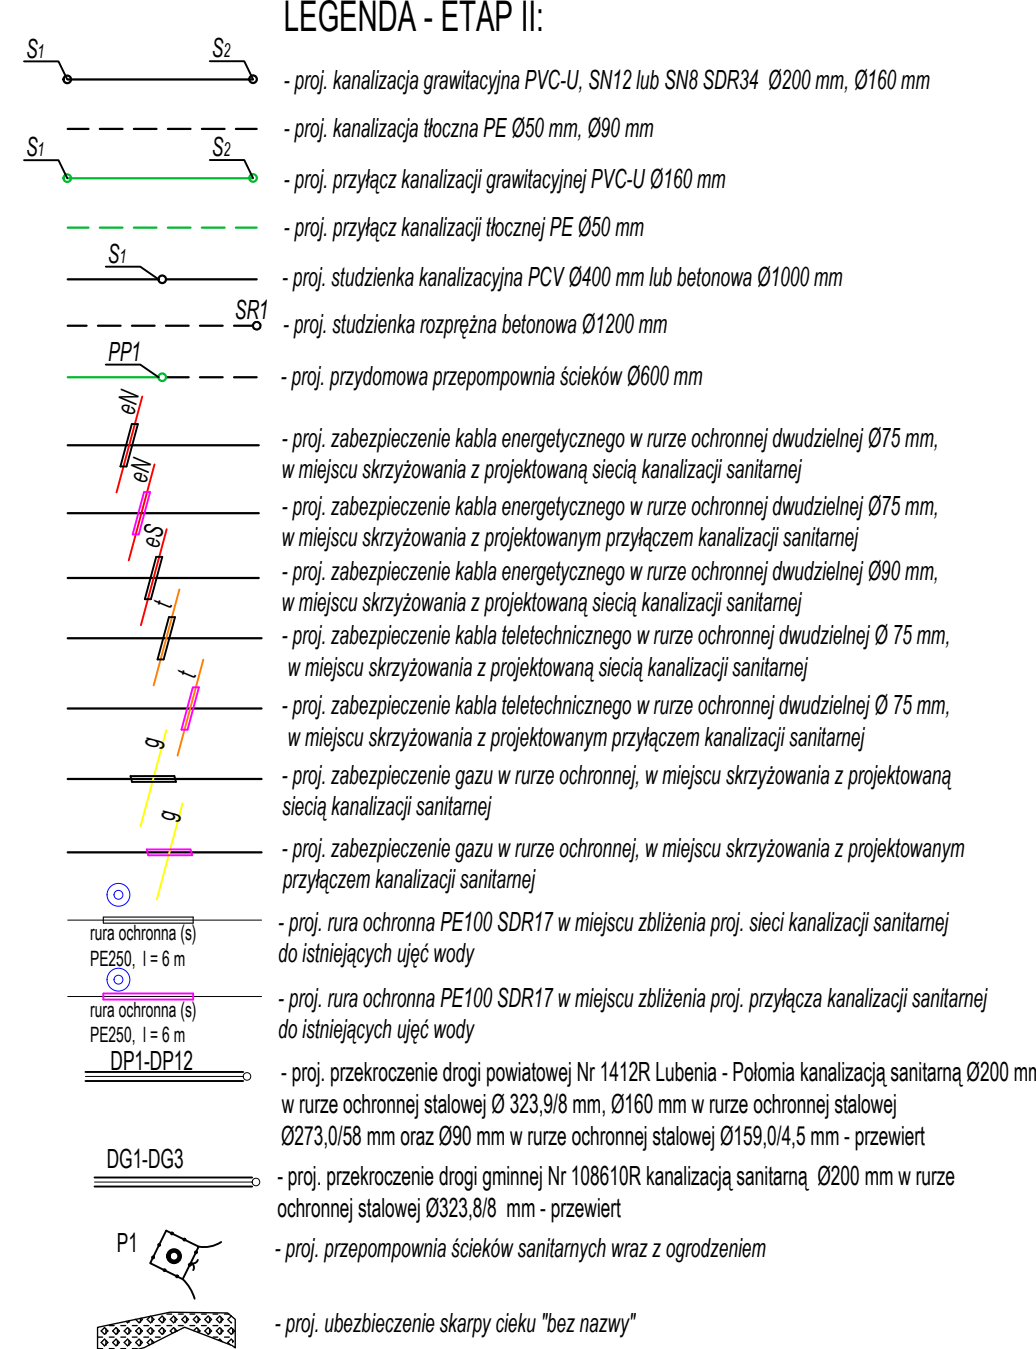 LEGENDA - ETAP II:
S1 S2
- proj. kanalizacja grawitacyjna PVC-U, SN12 lub SN8 SDR34 Ø200 mm, Ø160 mm
- proj. kanalizacja tłoczna PE Ø50 mm, Ø90 mm
S1 S2
- proj. przyłącz kanalizacji grawitacyjnej PVC-U Ø160 mm
- proj. przyłącz kanalizacji tłocznej PE Ø50 mm
S1
- proj. studzienka kanalizacyjna PCV Ø400 mm lub betonowa Ø1000 mm
SR1
- proj. studzienka rozprężna betonowa Ø1200 mm
PP1
- proj. przydomowa przepompownia ścieków Ø600 mm
eN
- proj. zabezpieczenie kabla energetycznego w rurze ochronnej dwudzielnej Ø75 mm,
w miejscu skrzyżowania z projektowaną siecią kanalizacji sanitarnej
eN
- proj. zabezpieczenie kabla energetycznego w rurze ochronnej dwudzielnej Ø75 mm,
w miejscu skrzyżowania z projektowanym przyłączem kanalizacji sanitarnej
eS
- proj. zabezpieczenie kabla energetycznego w rurze ochronnej dwudzielnej Ø90 mm,
w miejscu skrzyżowania z projektowaną siecią kanalizacji sanitarnej
t
- proj. zabezpieczenie kabla teletechnicznego w rurze ochronnej dwudzielnej Ø 75 mm,
w miejscu skrzyżowania z projektowaną siecią kanalizacji sanitarnej
t
- proj. zabezpieczenie kabla teletechnicznego w rurze ochronnej dwudzielnej Ø 75 mm,
w miejscu skrzyżowania z projektowanym przyłączem kanalizacji sanitarnej
g
- proj. zabezpieczenie gazu w rurze ochronnej, w miejscu skrzyżowania z projektowaną
siecią kanalizacji sanitarnej
g
- proj. zabezpieczenie gazu w rurze ochronnej, w miejscu skrzyżowania z projektowanym
przyłączem kanalizacji sanitarnej
rura ochronna (s)
PE250, l = 6 m
- proj. rura ochronna PE100 SDR17 w miejscu zbliżenia proj. sieci kanalizacji sanitarnej
do istniejących ujęć wody
rura ochronna (s)
PE250, l = 6 m
- proj. rura ochronna PE100 SDR17 w miejscu zbliżenia proj. przyłącza kanalizacji sanitarnej
do istniejących ujęć wody
DP1-DP12
- proj. przekroczenie drogi powiatowej Nr 1412R Lubenia - Połomia kanalizacją sanitarną Ø200 mm
w rurze ochronnej stalowej Ø 323,9/8 mm, Ø160 mm w rurze ochronnej stalowej
Ø273,0/58 mm oraz Ø90 mm w rurze ochronnej stalowej Ø159,0/4,5 mm - przewiert
DG1-DG3
- proj. przekroczenie drogi gminnej Nr 108610R kanalizacją sanitarną Ø200 mm w rurze
ochronnej stalowej Ø323,8/8 mm - przewiert
P1
- proj. przepompownia ścieków sanitarnych wraz z ogrodzeniem
- proj. ubezbieczenie skarpy cieku "bez nazwy"